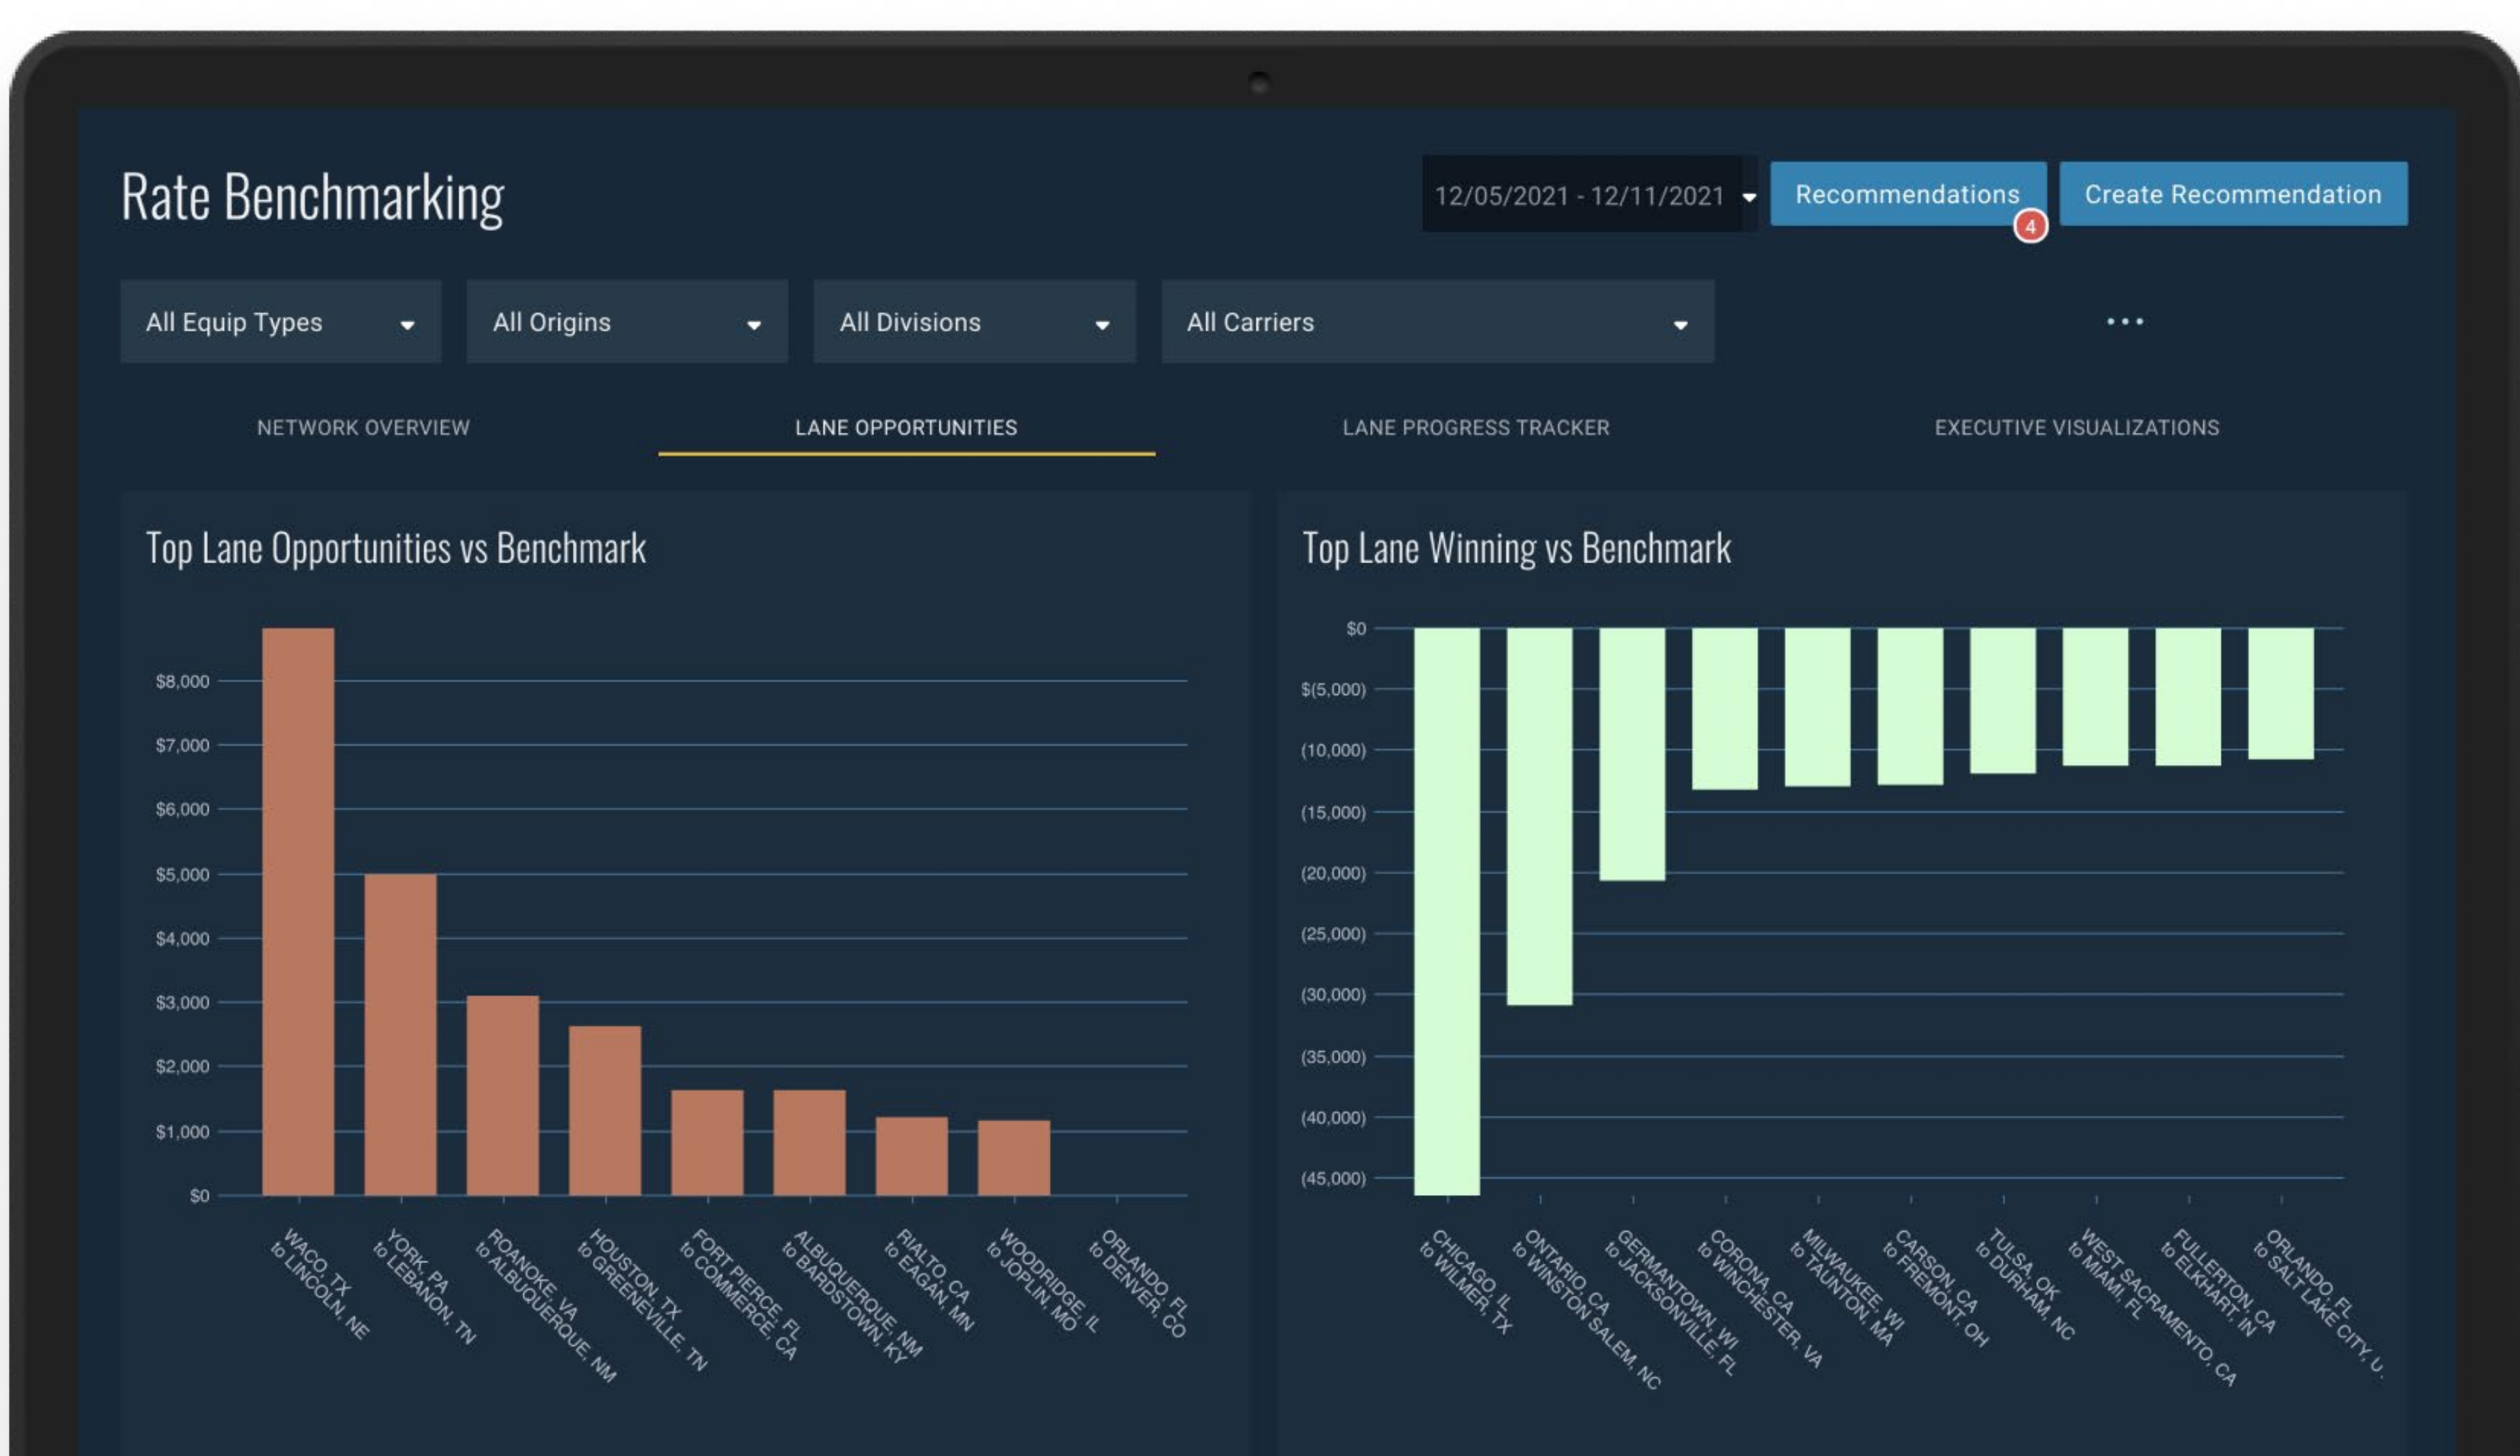 Rate Benchmarking
12/05/2021 - 12/11/2021
Recommendations
4
Create Recommendation
All Equip Types
All Origins
All Divisions
All Carriers
...
NETWORK OVERVIEW
LANE OPPORTUNITIES
LANE PROGRESS TRACKER
EXECUTIVE VISUALIZATIONS
Top Lane Opportunities vs Benchmark
$8,000
$7,000
$6,000
$5,000
$4,000
$3,000
$2,000
$1,000
$0
WACO, TX
to LINCOLN, NE
YORK, PA
to LEBANON, TN
ROANOKE, VA
to ALBUQUERQUE, NM
HOUSTON, TX
to GREENEVILLE, TN
FORT PIERCE, FL
to COMMERCE, CA
ALBUQUERQUE, NM
to BARDSTOWN, KY
RIALTO, CA
to EAGAN, MN
WOODRIDGE, IL
to JOPLIN, MO
ORLANDO, FL
to DENVER, CO
Top Lane Winning vs Benchmark
$0
$(5,000)
(10,000)
(15,000)
(20,000)
(25,000)
(30,000)
(35,000)
(40,000)
(45,000)
CHICAGO, IL
to WILMER, TX
ONTARIO, CA
to WINSTON SALEM, NC
GERMANTOWN, WI
to JACKSONVILLE, FL
CORONA, CA
to WINCHESTER, VA
MILWAUKEE, WI
to TAUNTON, MA
CARSON, CA
to FREMONT, OH
TULSA, OK
to DURHAM, NC
WEST SACRAMENTO, CA
to MIAMI, FL
FULLERTON, CA
to ELKHART, IN
ORLANDO, FL
to SALT LAKE CITY, U.